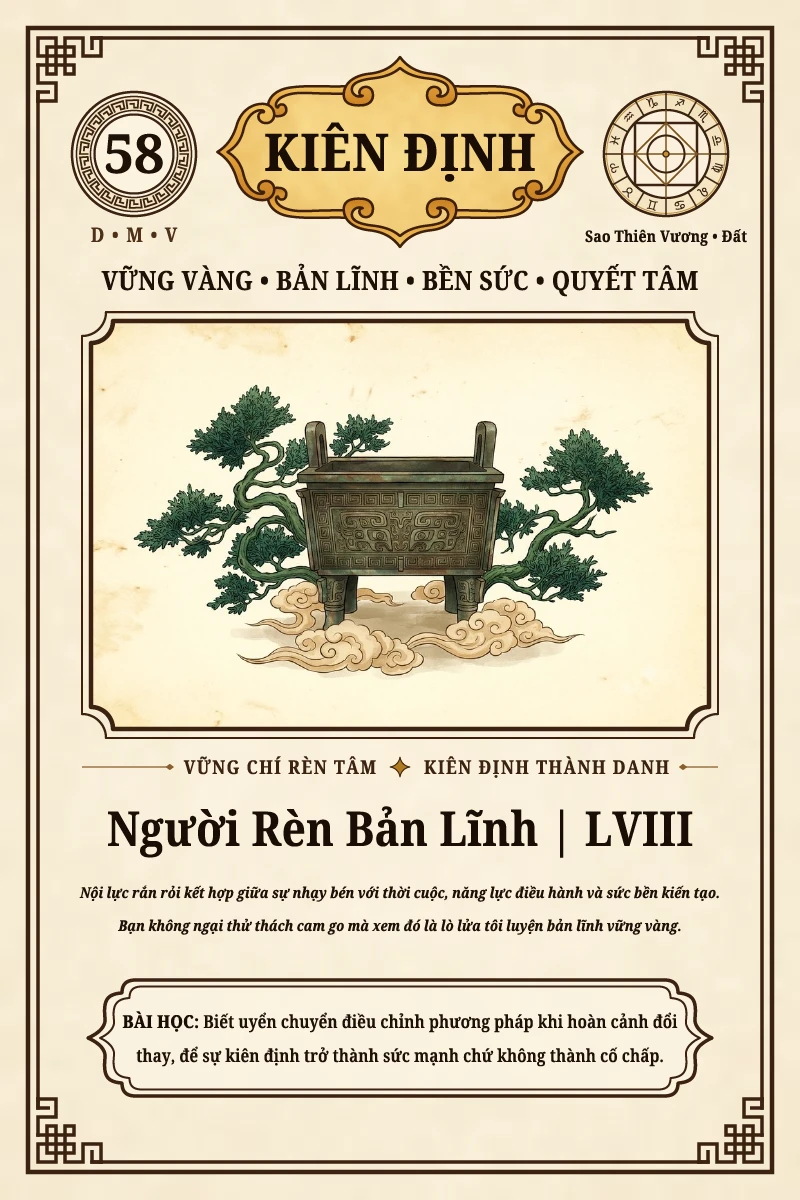 58
KIÊN ĐỊNH
D • M • V
Sao Thiên Vương • Đất
VỮNG VÀNG • BẢN LĨNH • BỀN SỨC • QUYẾT TÂM
VỮNG CHÍ RÈN TÂM ✦ KIÊN ĐỊNH THÀNH DANH
Người Rèn Bản Lĩnh | LVIII
Nội lực rắn rỏi kết hợp giữa sự nhạy bén với thời cuộc, năng lực điều hành và sức bền kiến tạo.
Bạn không ngại thử thách cam go mà xem đó là lò lửa tôi luyện bản lĩnh vững vàng.
BÀI HỌC: Biết uyển chuyển điều chỉnh phương pháp khi hoàn cảnh đổi
thay, để sự kiên định trở thành sức mạnh chứ không thành cố chấp.